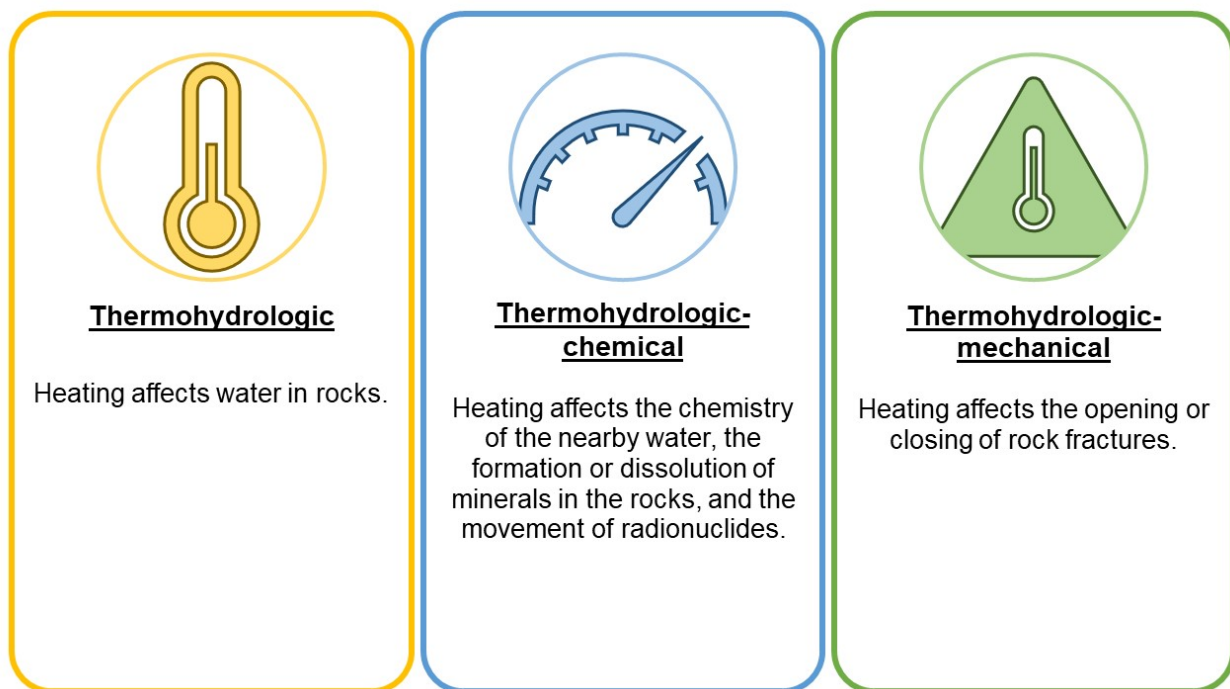 Thermohydrologic
Heating affects water in rocks.
Thermohydrologic-
chemical
Heating affects the chemistry
of the nearby water, the
formation or dissolution of
minerals in the rocks, and the
movement of radionuclides.
Thermohydrologic-
mechanical
Heating affects the opening or
closing of rock fractures.